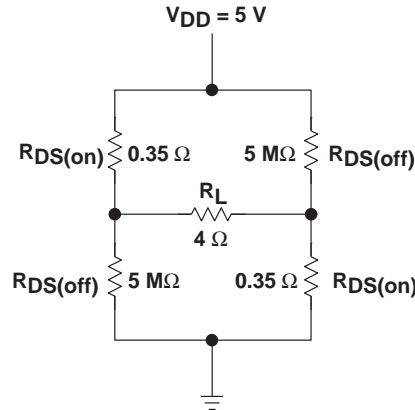 VDD = 5 V
RDS(on)
0.35 Ω
5 MΩ
RDS(off)
RL
4 Ω
RDS(off)
5 MΩ
0.35 Ω
RDS(on)